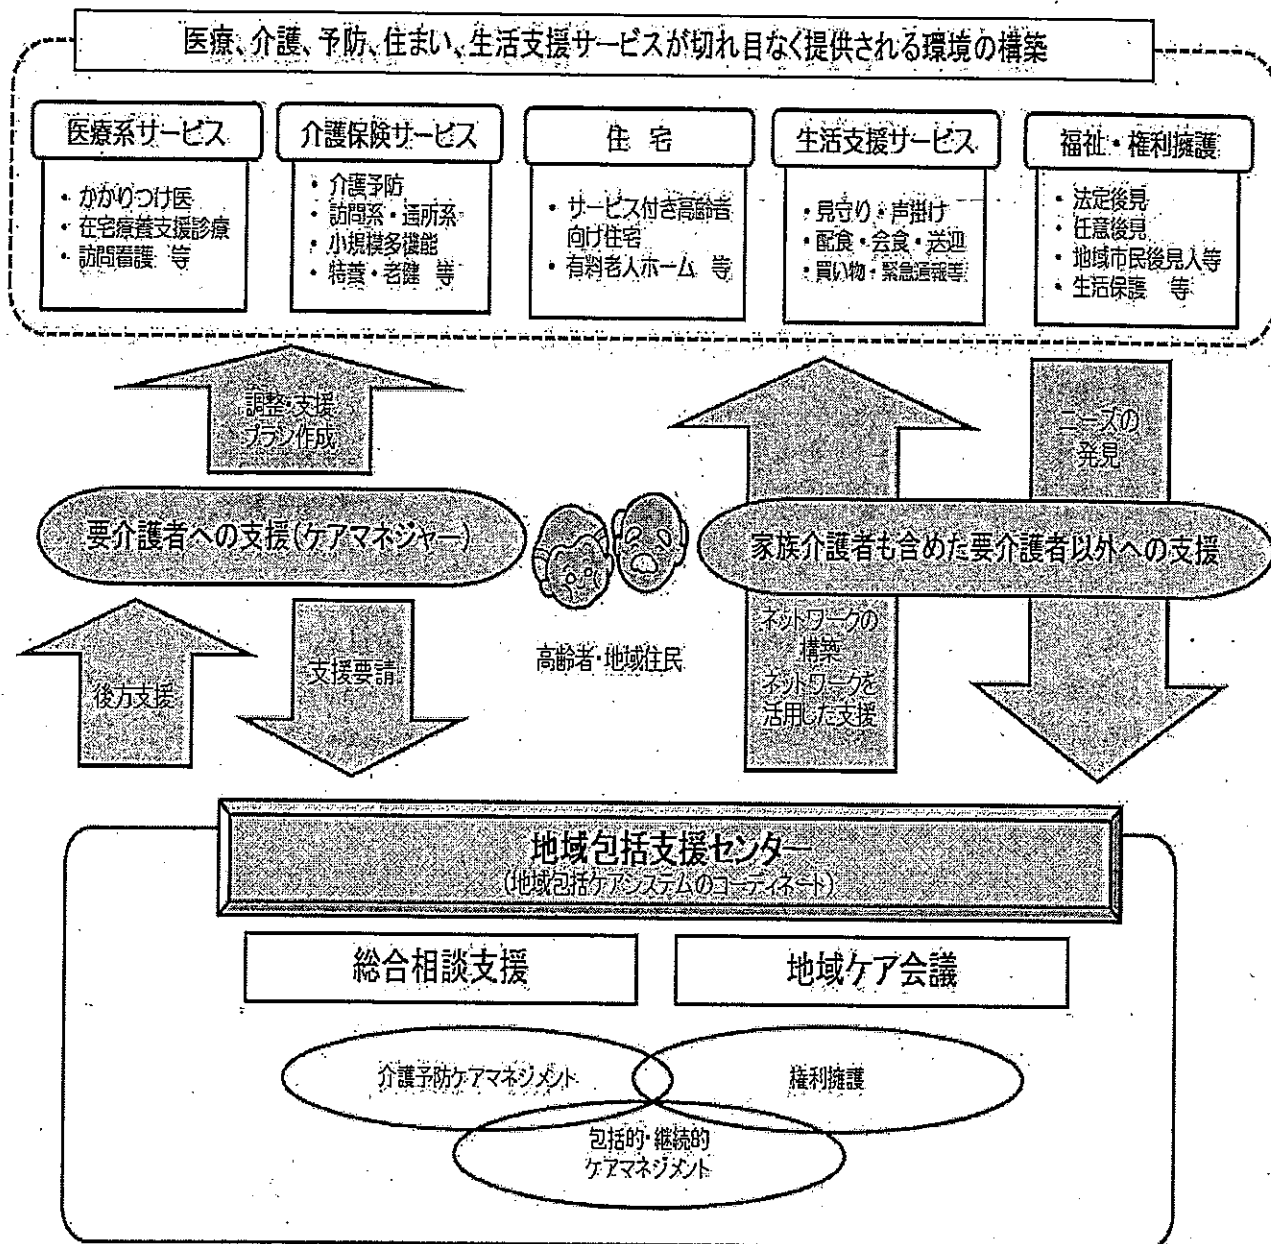 医療、介護、予防、住まい、生活支援サービスが切れ目なく提供される環境の構築
医療系サービス
・かかりつけ医
・在宅療養支援診療
・訪問看護 等
介護保険サービス
・介護予防
・訪問系・通所系
・小規模多機能
・特養・老健 等
住宅
・サービス付き高齢者
向け住宅
・有料老人ホーム 等
生活支援サービス
・見守り・声掛け
・配食・会食・送迎
・買い物・緊急通報等
福祉・権利擁護
・法定後見
・任意後見
・地域市民後見人等
・生活保護 等
調整・支援
プラン作成
ニーズの
発見
要介護者への支援(ケアマネジャー)
家族介護者も含めた要介護者以外への支援
後方支援
支援要請
高齢者・地域住民
ネットワークの
構築
ネットワークを
活用した支援
地域包括支援センター
(地域包括ケアシステムのコーディネート)
総合相談支援
地域ケア会議
介護予防ケアマネジメント
権利擁護
包括的・継続的
ケアマネジメント